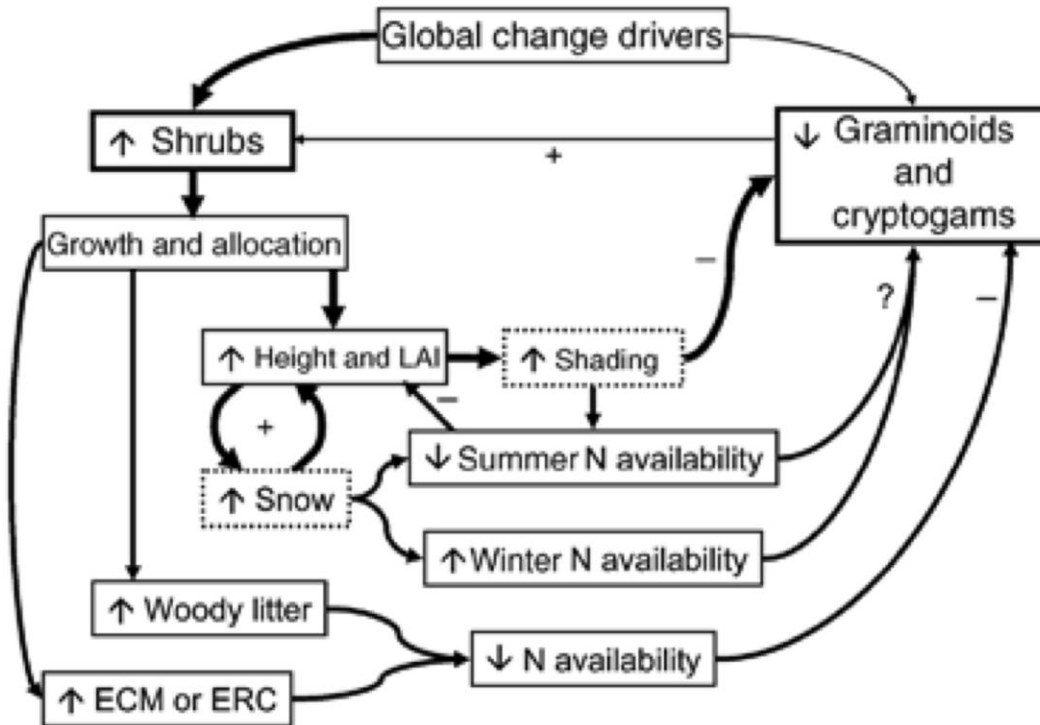 Global change drivers
↑ Shrubs
↓ Graminoids
and
cryptogams
+
Growth and allocation
–
?
–
↑ Height and LAI
↑ Shading
–
+
↓ Summer N availability
↑ Snow
↑ Winter N availability
↑ Woody litter
↓ N availability
↑ ECM or ERC